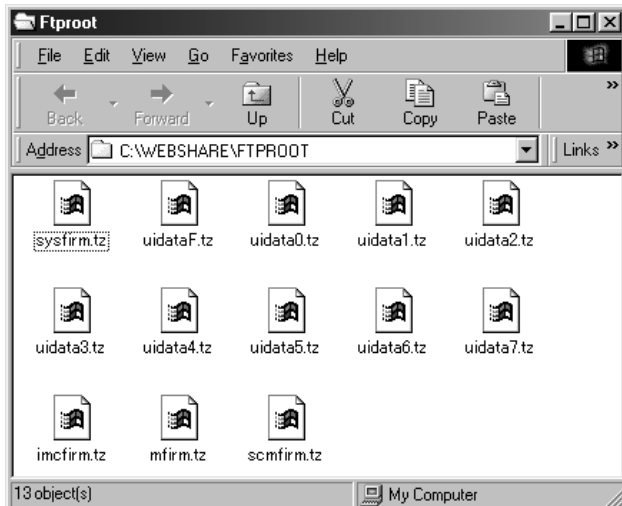 Ftproot
File Edit View Go Favorites Help
Back Forward Up Cut Copy Paste »
Address C:\WEBSHARE\FTPROOT Links »
sysfirm.tz uidataF.tz uidata0.tz uidata1.tz uidata2.tz
uidata3.tz uidata4.tz uidata5.tz uidata6.tz uidata7.tz
imcfirm.tz mfirm.tz scmfirm.tz
13 object(s) My Computer